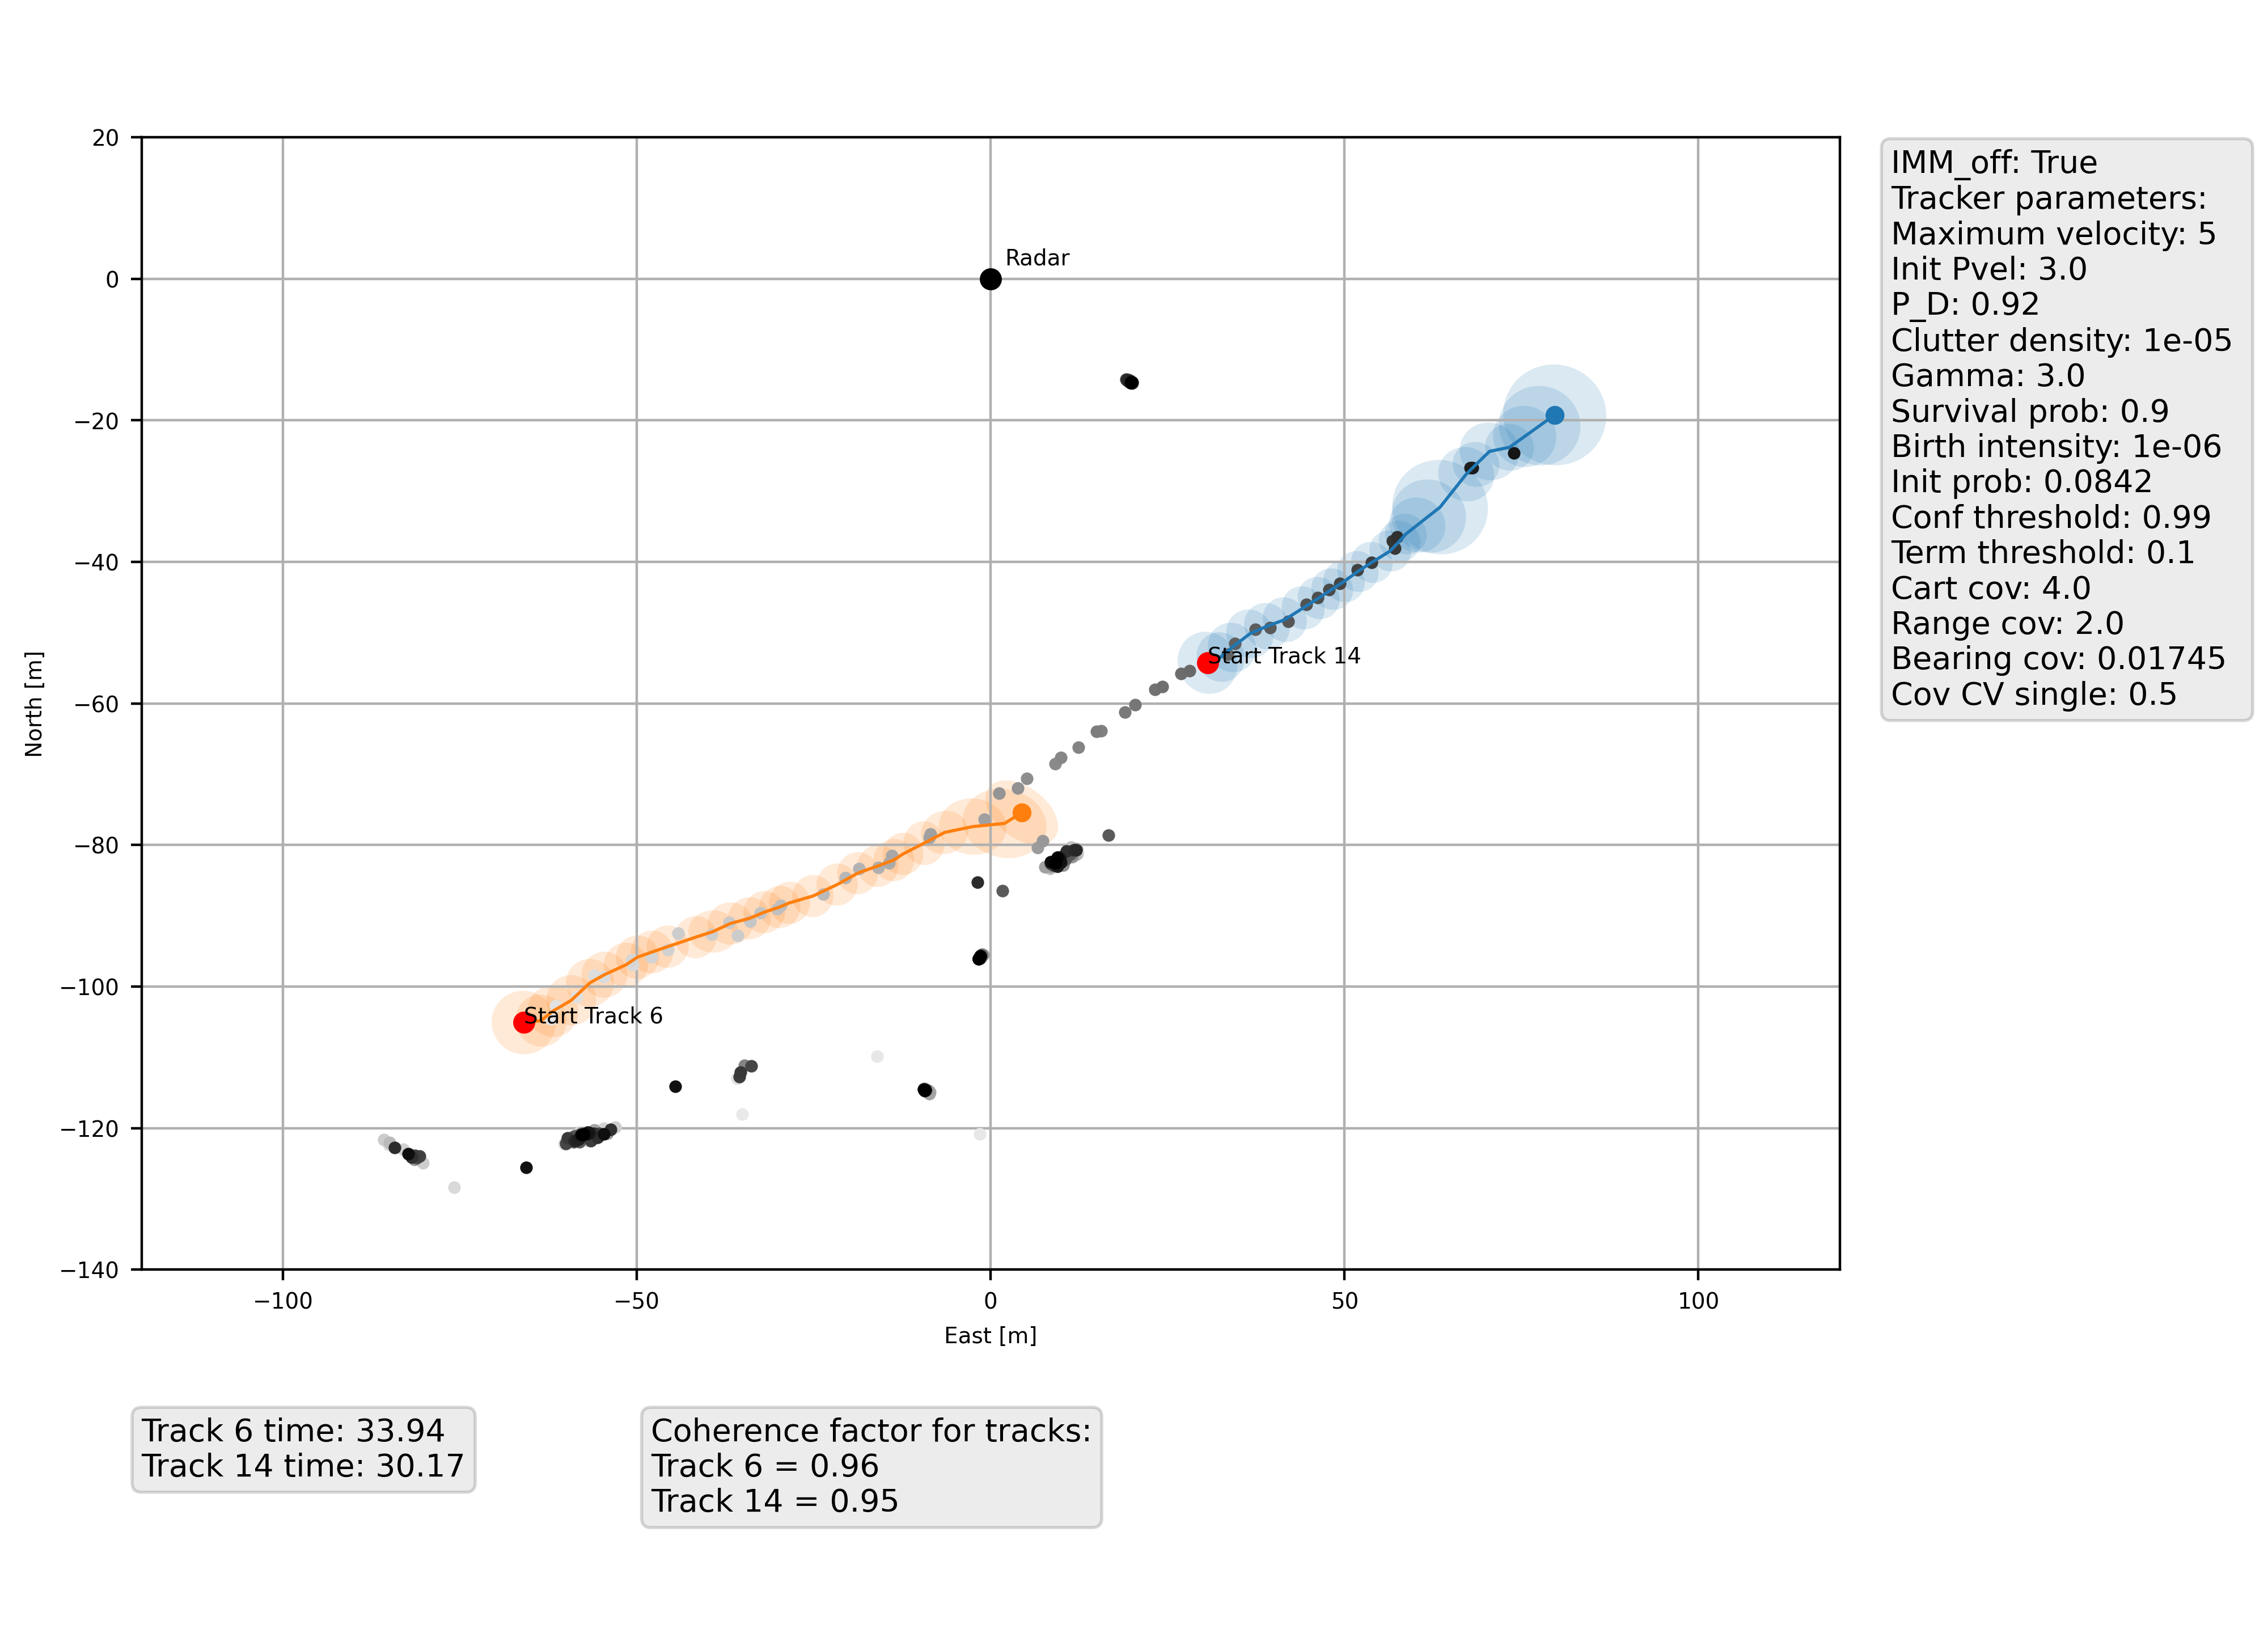 20
0
−20
−40
−60
−80
−100
−120
−140
North [m]
−100
−50
0
50
100
East [m]
Radar
Start Track 14
Start Track 6
IMM_off: True
Tracker parameters:
Maximum velocity: 5
Init Pvel: 3.0
P_D: 0.92
Clutter density: 1e-05
Gamma: 3.0
Survival prob: 0.9
Birth intensity: 1e-06
Init prob: 0.0842
Conf threshold: 0.99
Term threshold: 0.1
Cart cov: 4.0
Range cov: 2.0
Bearing cov: 0.01745
Cov CV single: 0.5
Track 6 time: 33.94
Track 14 time: 30.17
Coherence factor for tracks:
Track 6 = 0.96
Track 14 = 0.95